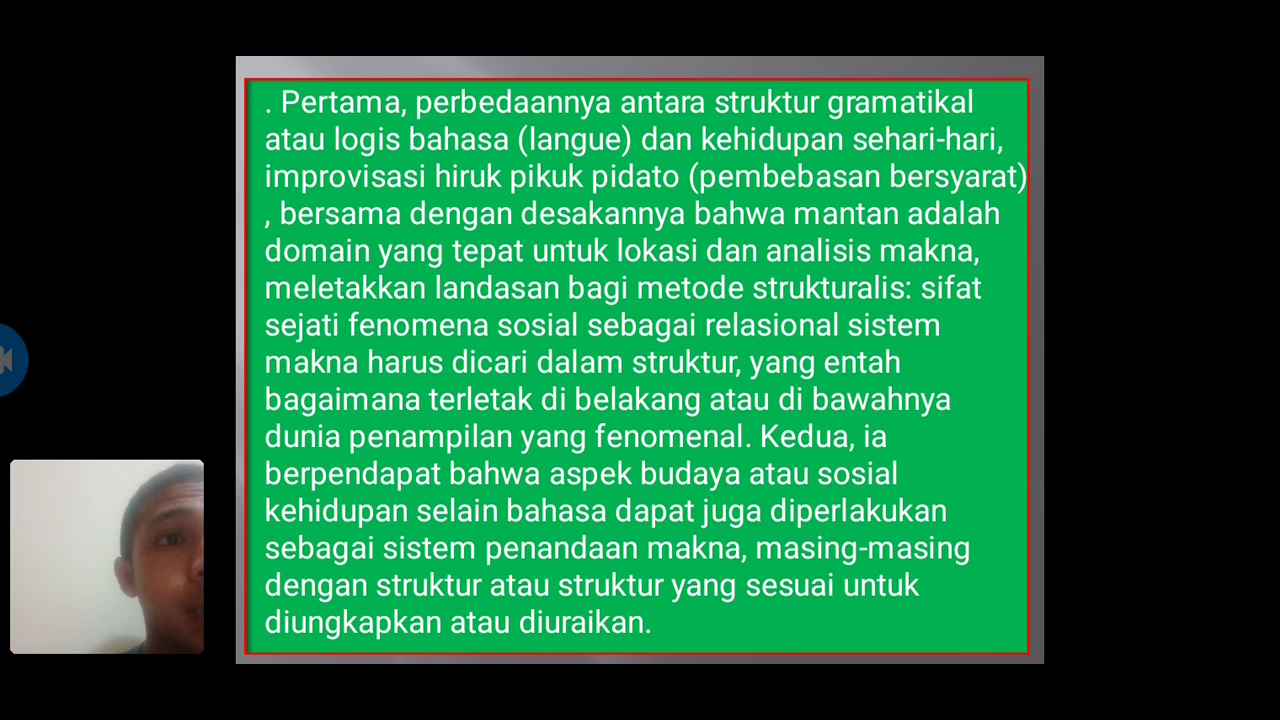 . Pertama, perbedaannya antara struktur gramatikal
atau logis bahasa (langue) dan kehidupan sehari-hari,
improvisasi hiruk pikuk pidato (pembebasan bersyarat)
, bersama dengan desakannya bahwa mantan adalah
domain yang tepat untuk lokasi dan analisis makna,
meletakkan landasan bagi metode strukturalis: sifat
sejati fenomena sosial sebagai relasional sistem
makna harus dicari dalam struktur, yang entah
bagaimana terletak di belakang atau di bawahnya
dunia penampilan yang fenomenal. Kedua, ia
berpendapat bahwa aspek budaya atau sosial
kehidupan selain bahasa dapat juga diperlakukan
sebagai sistem penandaan makna, masing-masing
dengan struktur atau struktur yang sesuai untuk
diungkapkan atau diuraikan.